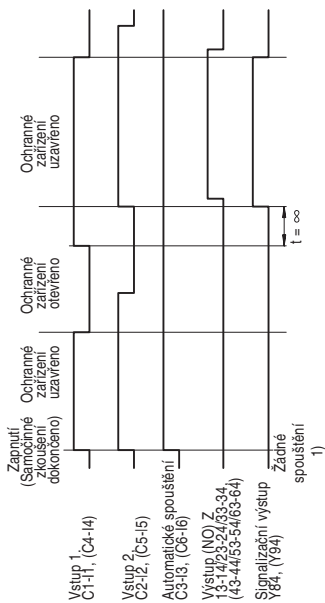 Zapnutí
(Samočinné
zkoušení
dokončeno)
Ochranné
zařízení
uzavřeno
Ochranné
zařízení
otevřeno
Ochranné
zařízení
uzavřeno
Vstup 1,
C1-I1, (C4-I4)
Vstup 2
C2-I2, (C5-I5)
Automatické spouštění
C3-I3, (C6-I6)
Výstup (NO) Z
13-14/23-24/33-34
(43-44/53-54/63-64)
Signalizační výstup
Y84, (Y94)
Žádné
spouštění
1)
t = ∞